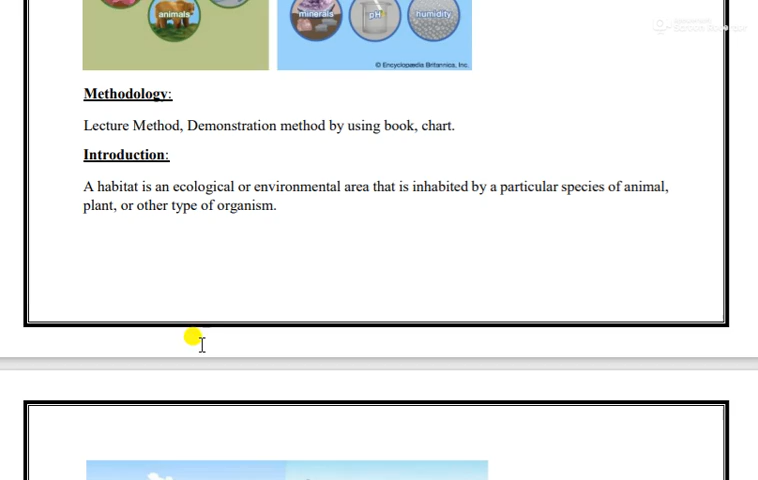 animals
minerals
pH
humidity
© Encyclopædia Britannica, Inc.
Methodology:
Lecture Method, Demonstration method by using book, chart.
Introduction:
A habitat is an ecological or environmental area that is inhabited by a particular species of animal,
plant, or other type of organism.